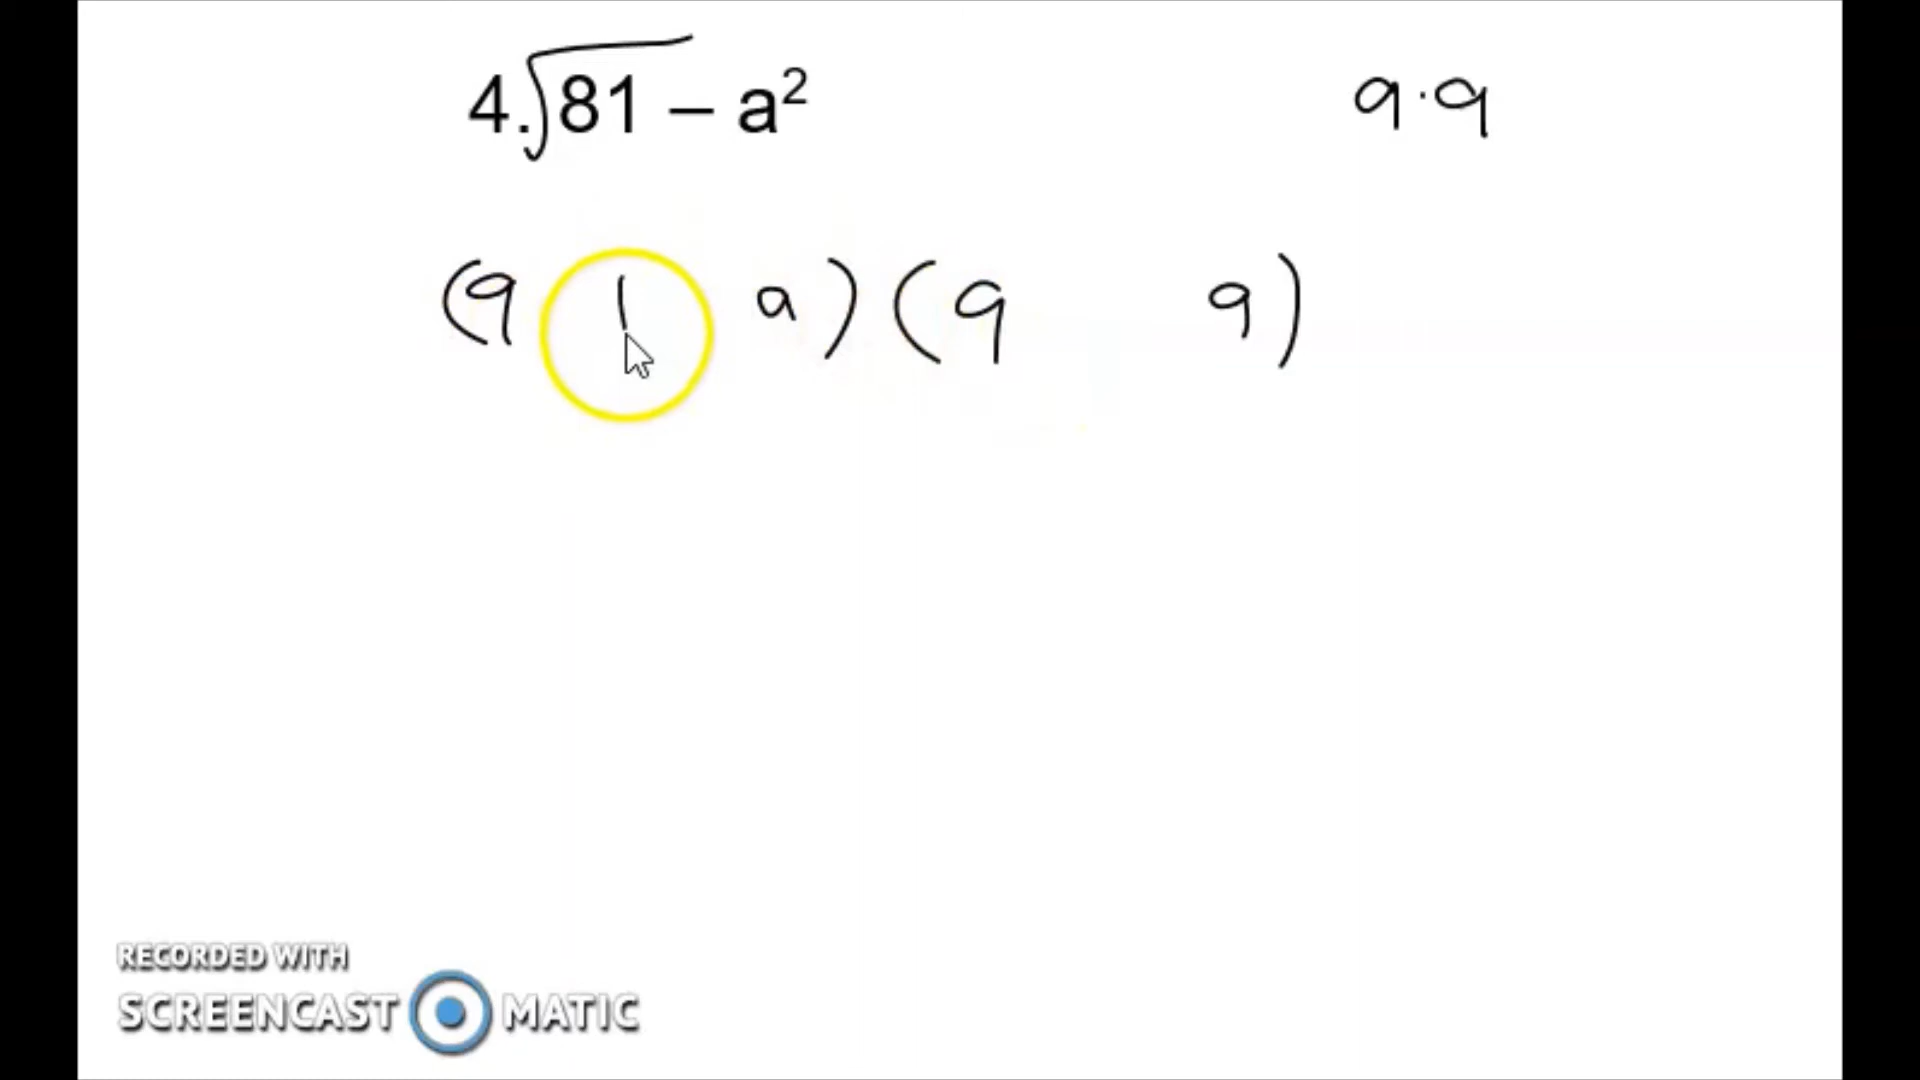 4. √81 – a² 9·9
(9 | a)(9 9)
RECORDED WITH
SCREENCAST MATIC